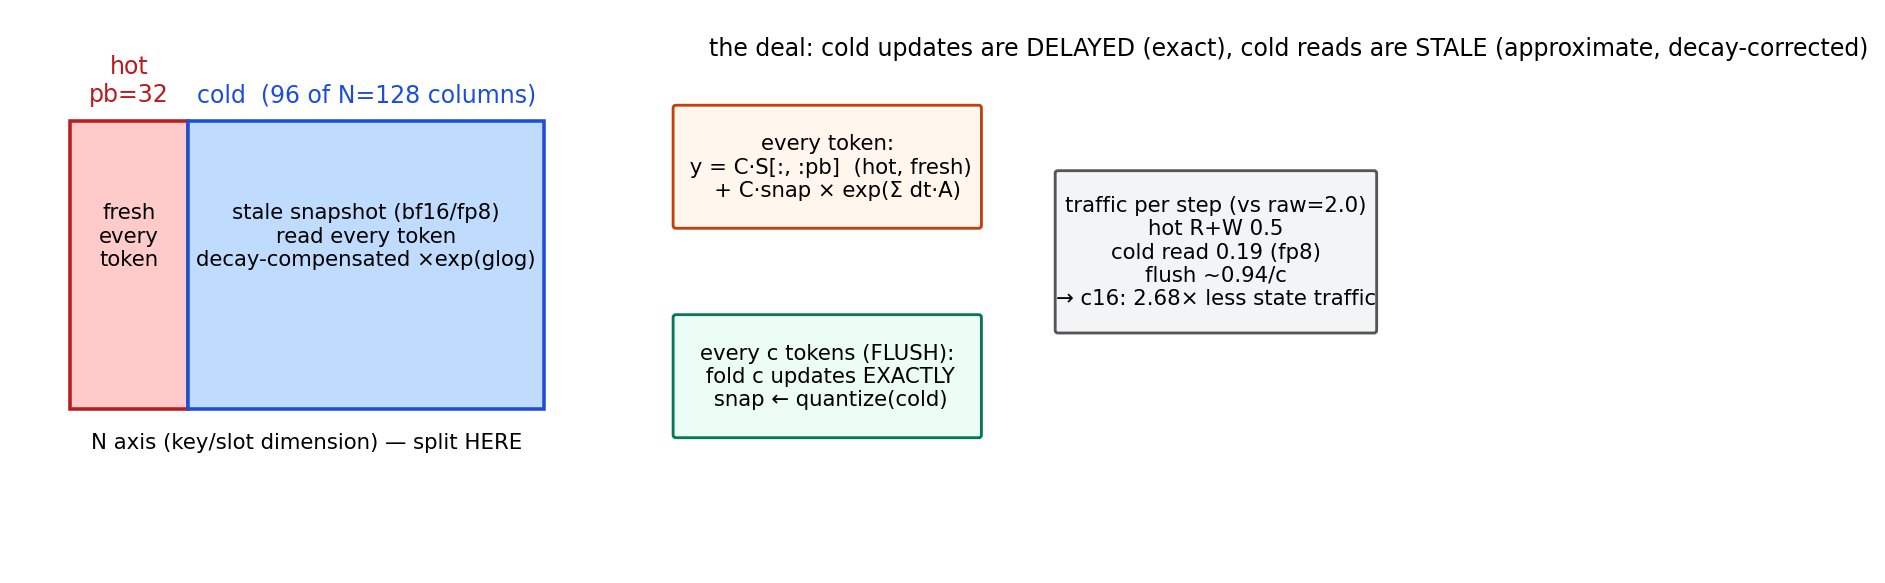 the deal: cold updates are DELAYED (exact), cold reads are STALE (approximate, decay-corrected)
hot
pb=32
cold  (96 of N=128 columns)
fresh
every
token
stale snapshot (bf16/fp8)
read every token
decay-compensated ×exp(glog)
N axis (key/slot dimension) — split HERE
every token:
y = C·S[:, :pb]  (hot, fresh)
+ C·snap × exp(Σ dt·A)
every c tokens (FLUSH):
fold c updates EXACTLY
snap ← quantize(cold)
traffic per step (vs raw=2.0)
hot R+W 0.5
cold read 0.19 (fp8)
flush ~0.94/c
→ c16: 2.68× less state traffic